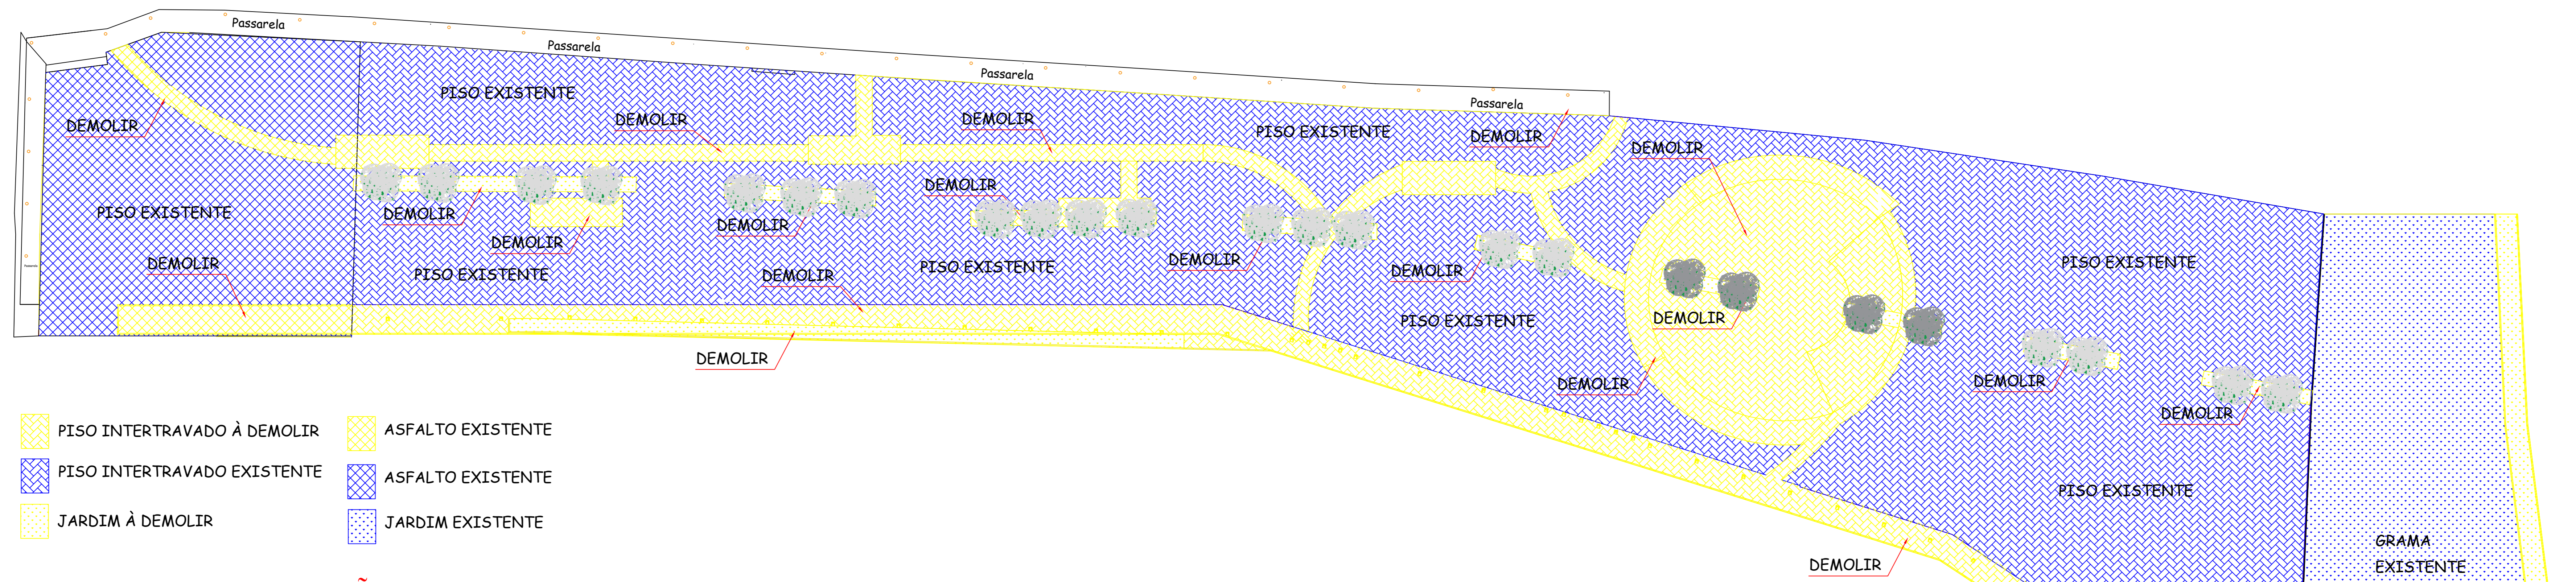 Passarela
Passarela
Passarela
Passarela
PISO EXISTENTE
DEMOLIR
DEMOLIR
DEMOLIR
PISO EXISTENTE
DEMOLIR
DEMOLIR
DEMOLIR
PISO EXISTENTE
DEMOLIR
DEMOLIR
DEMOLIR
DEMOLIR
Passarela
PISO EXISTENTE
DEMOLIR
PISO EXISTENTE
DEMOLIR
DEMOLIR
PISO EXISTENTE
PISO EXISTENTE
DEMOLIR
DEMOLIR
DEMOLIR
DEMOLIR
DEMOLIR
PISO EXISTENTE
DEMOLIR
PISO INTERTRAVADO À DEMOLIR
ASFALTO EXISTENTE
PISO INTERTRAVADO EXISTENTE
ASFALTO EXISTENTE
JARDIM À DEMOLIR
JARDIM EXISTENTE
DEMOLIR
GRAMA
EXISTENTE